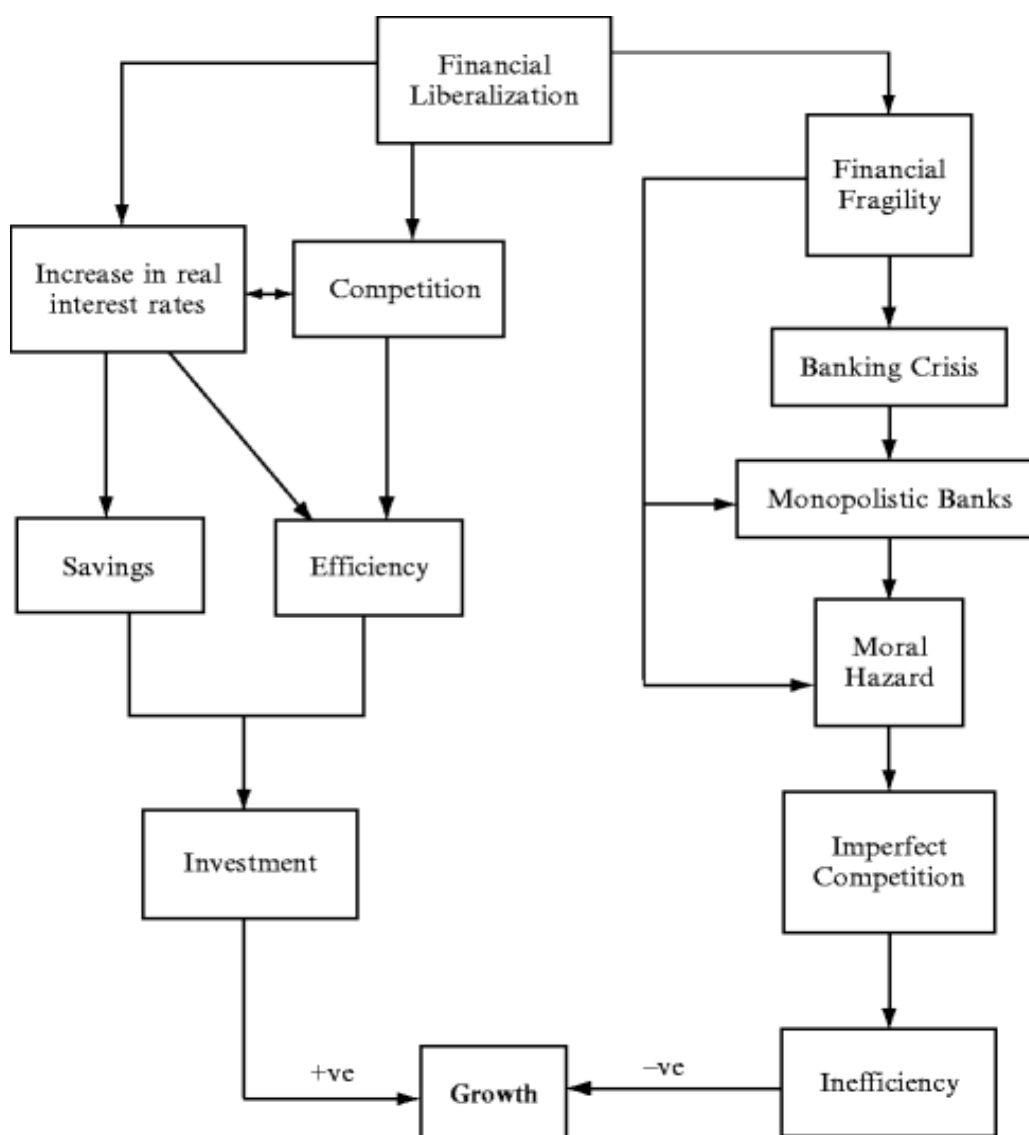 Financial
Liberalization
Financial
Fragility
Increase in real
interest rates
Competition
Banking Crisis
Monopolistic Banks
Savings
Efficiency
Moral
Hazard
Investment
Imperfect
Competition
+ve
Growth
–ve
Inefficiency